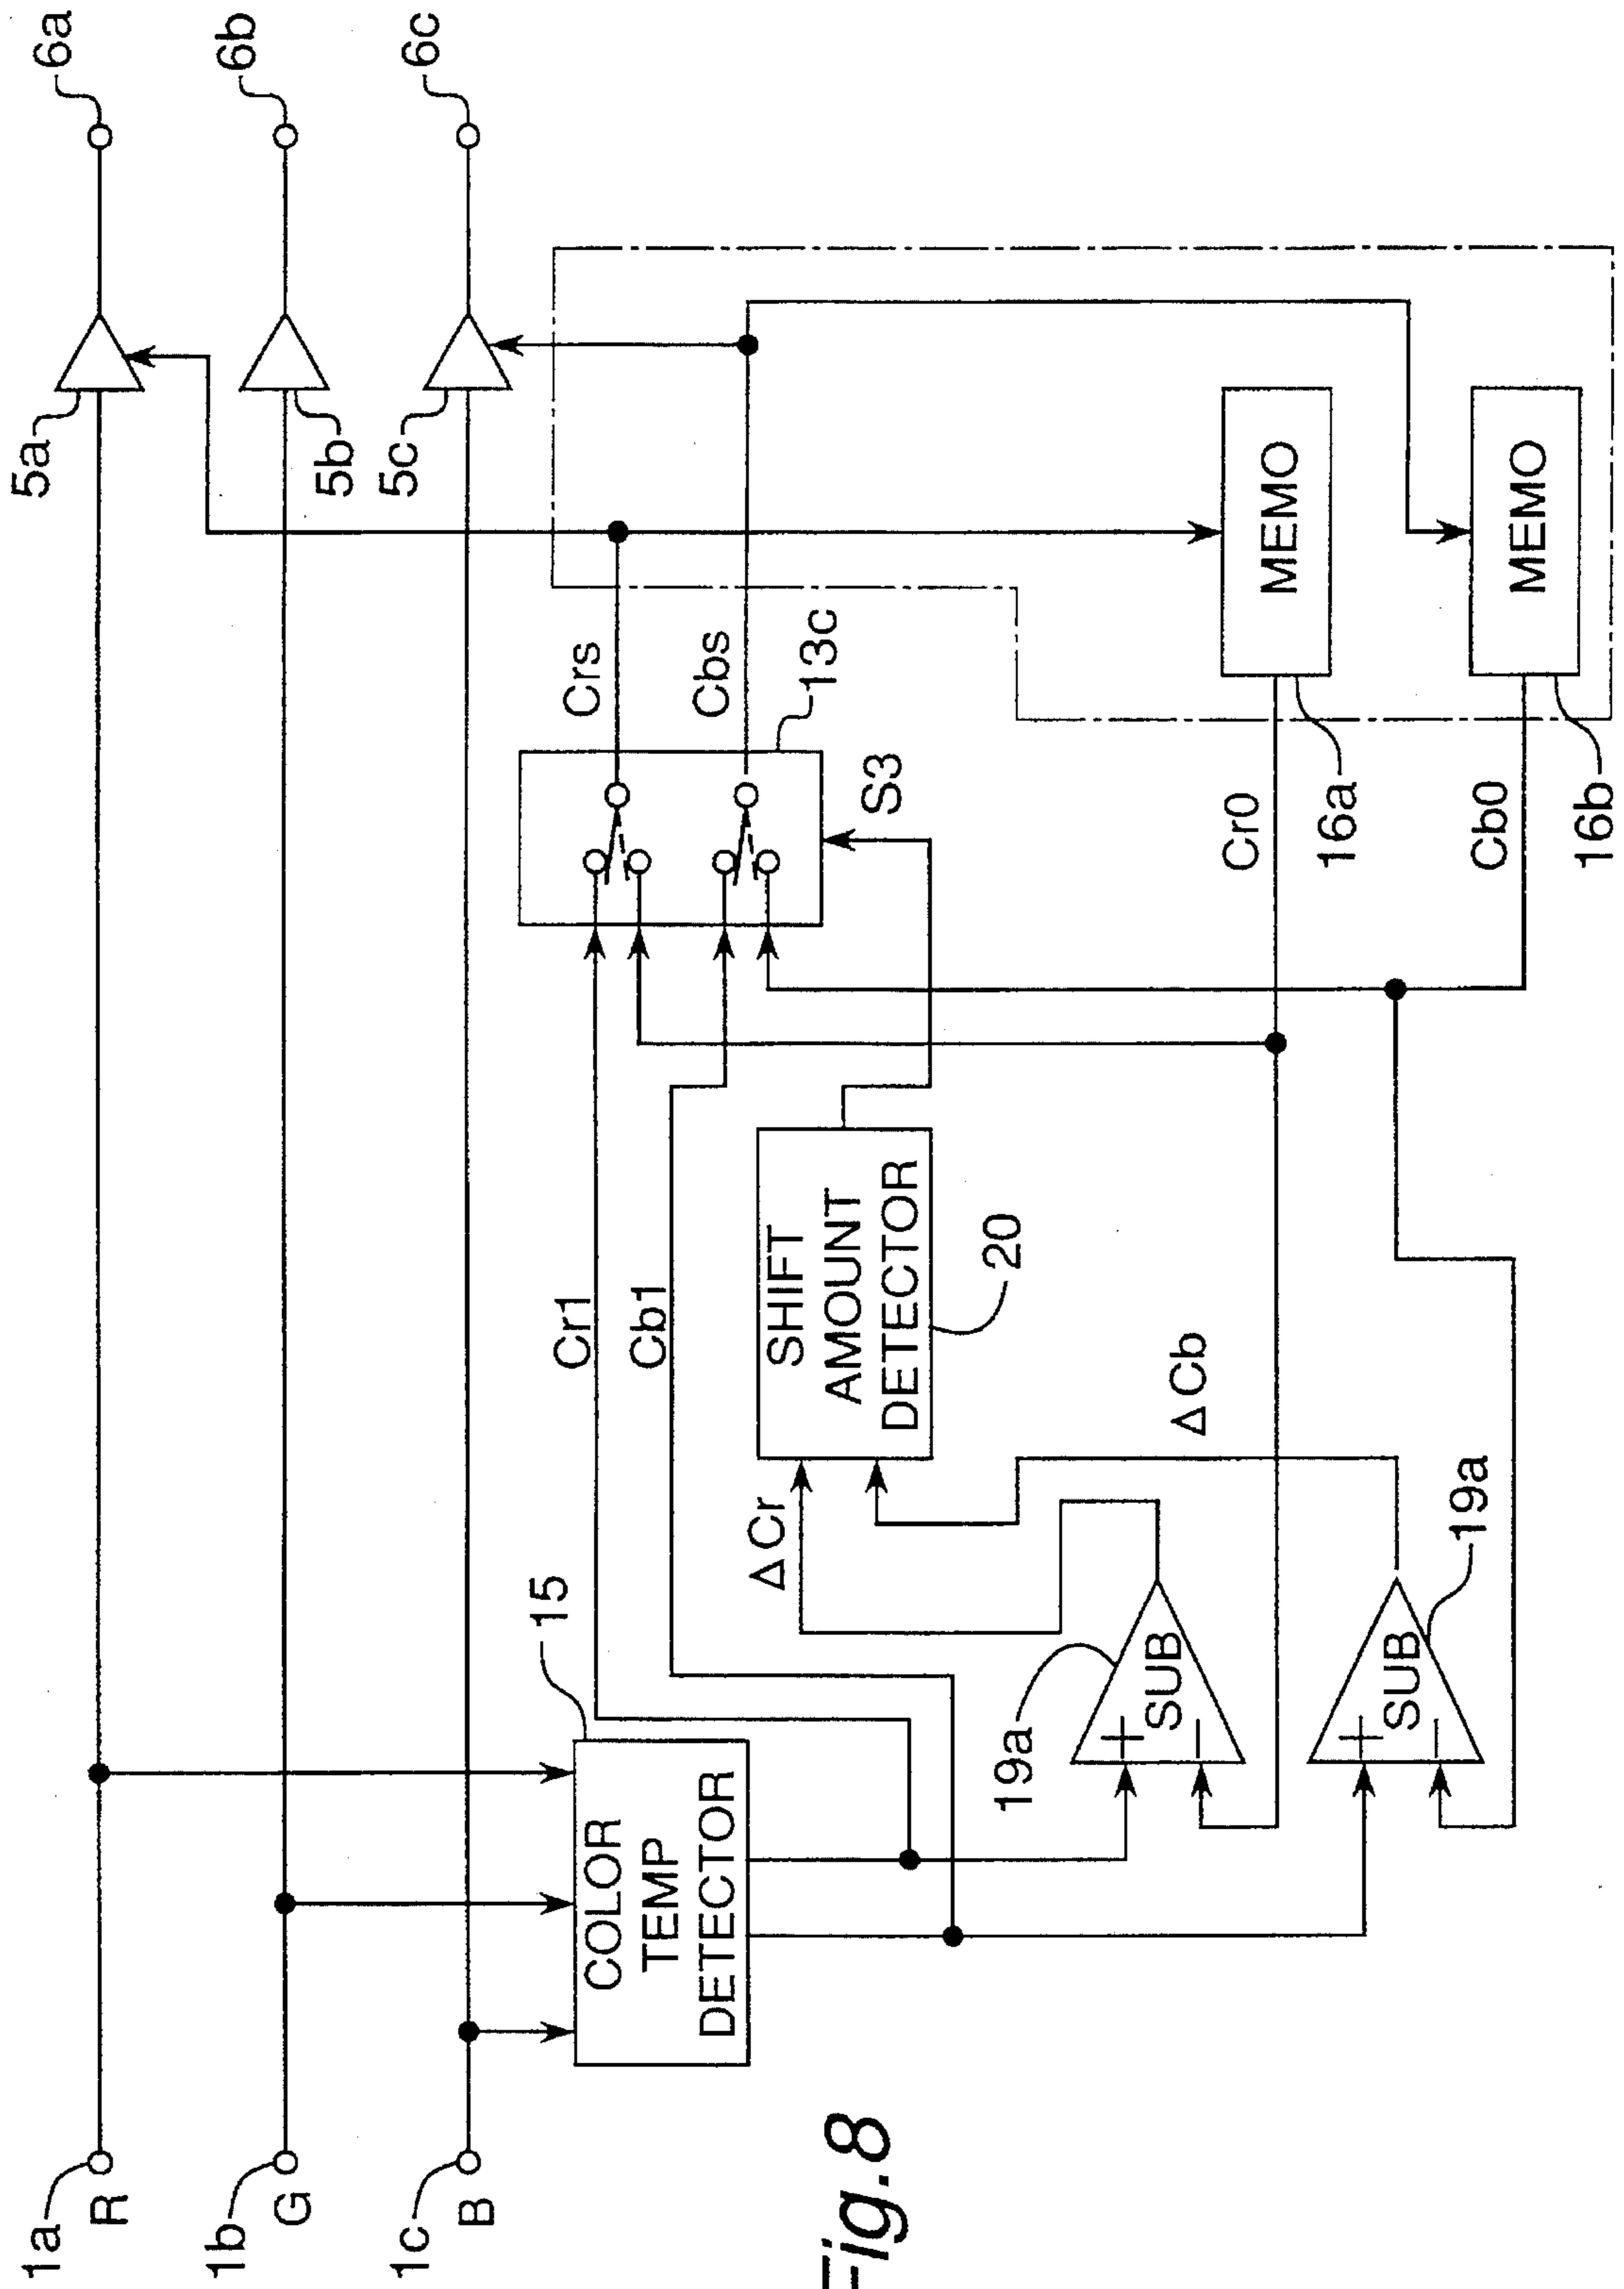 1a
R
5a
6a
1b
G
5b
6b
1c
B
5c
6c
15
COLOR
TEMP
DETECTOR
Cr1
Cb1
Crs
Cbs
13c
S3
ΔCr
SHIFT
AMOUNT
DETECTOR
20
ΔCb
19a
+
SUB
−
19a
+
SUB
−
Cr0
16a
MEMO
Cb0
16b
MEMO
Fig.8